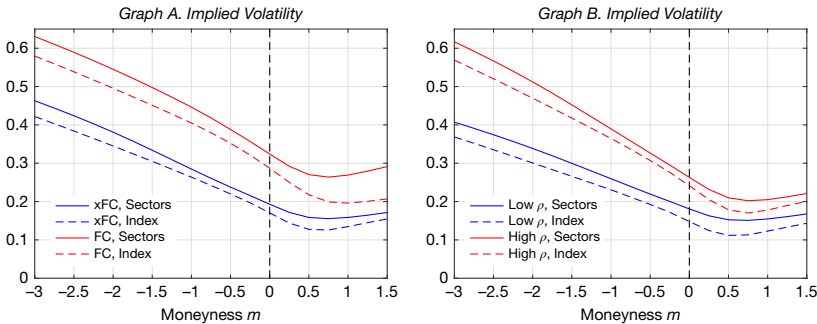 Graph A. Implied Volatility
0.6
0.5
0.4
0.3
0.2
0.1
0
xFC, Sectors
xFC, Index
FC, Sectors
FC, Index
−3 −2.5 −2 −1.5 −1 −0.5 0 0.5 1 1.5
Moneyness m
Graph B. Implied Volatility
0.6
0.5
0.4
0.3
0.2
0.1
0
Low ρ, Sectors
Low ρ, Index
High ρ, Sectors
High ρ, Index
−3 −2.5 −2 −1.5 −1 −0.5 0 0.5 1 1.5
Moneyness m